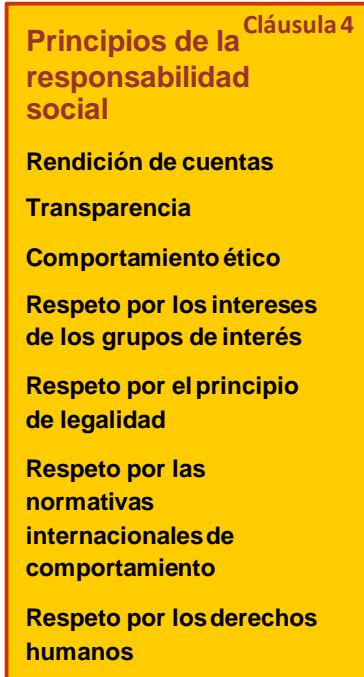 Cláusula 4
Principios de la
responsabilidad
social
Rendición de cuentas
Transparencia
Comportamiento ético
Respeto por los intereses
de los grupos de interés
Respeto por el principio
de legalidad
Respeto por las
normativas
internacionales de
comportamiento
Respeto por los derechos
humanos